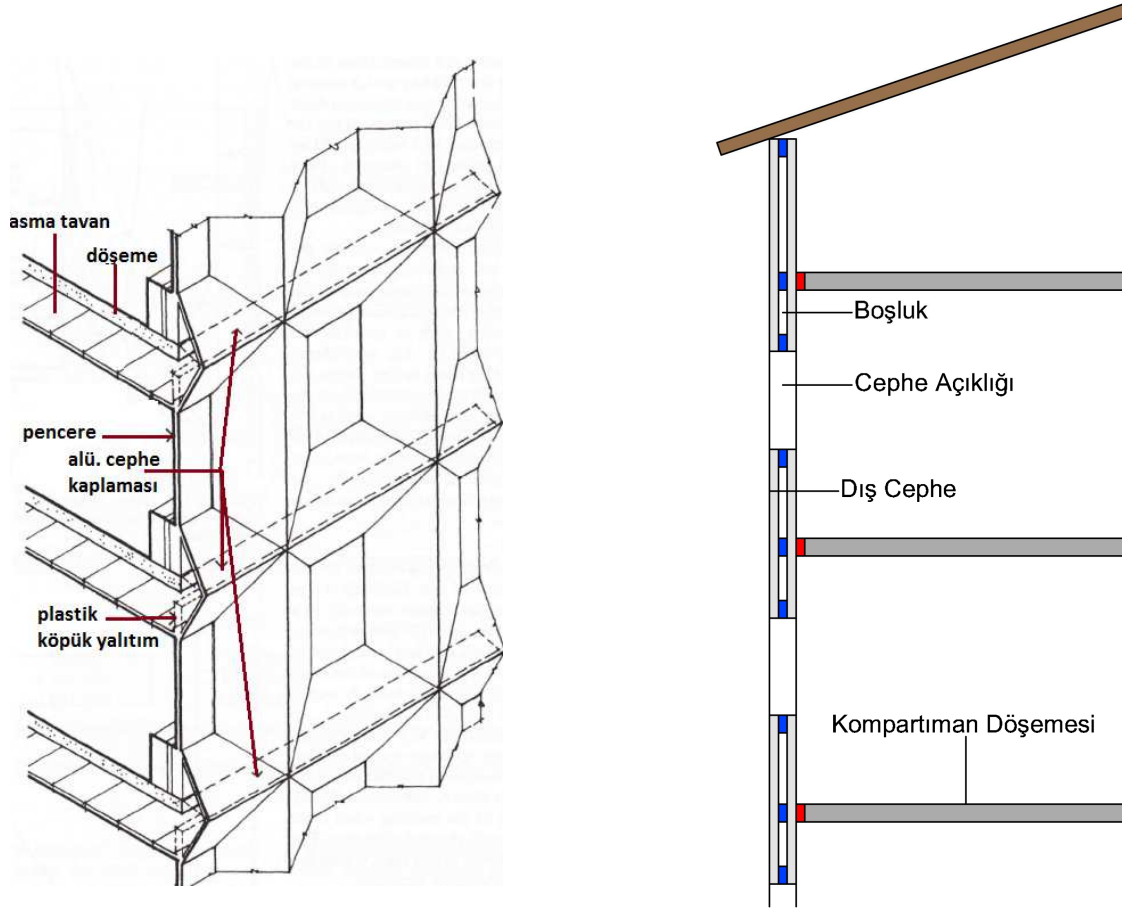 asma tavan
döşeme
pencere
alü. cephe
kaplaması
plastik
köpük yalıtım
Boşluk
Cephe Açıklığı
Dış Cephe
Kompartıman Döşemesi